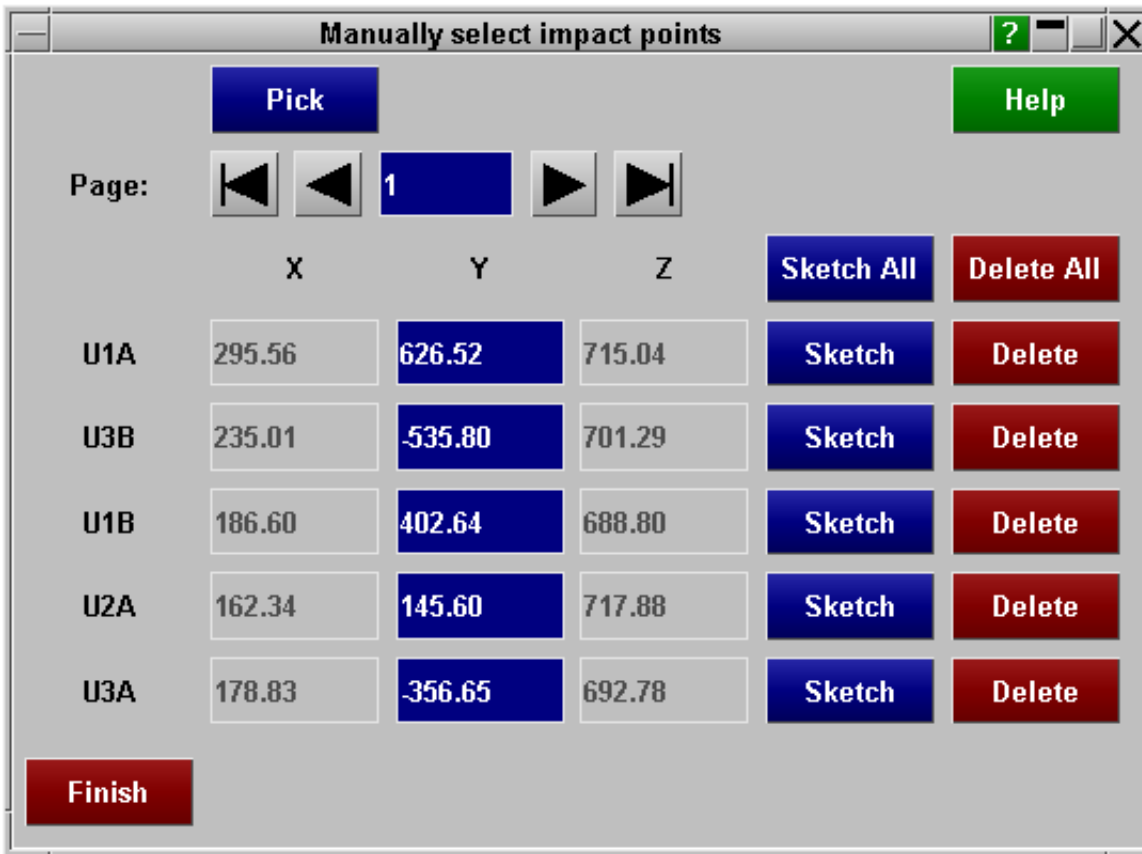 Manually select impact points ?
Pick Help
Page: 1
X Y Z Sketch All Delete All
U1A 295.56 626.52 715.04 Sketch Delete
U3B 235.01 -535.80 701.29 Sketch Delete
U1B 186.60 402.64 688.80 Sketch Delete
U2A 162.34 145.60 717.88 Sketch Delete
U3A 178.83 -356.65 692.78 Sketch Delete
Finish